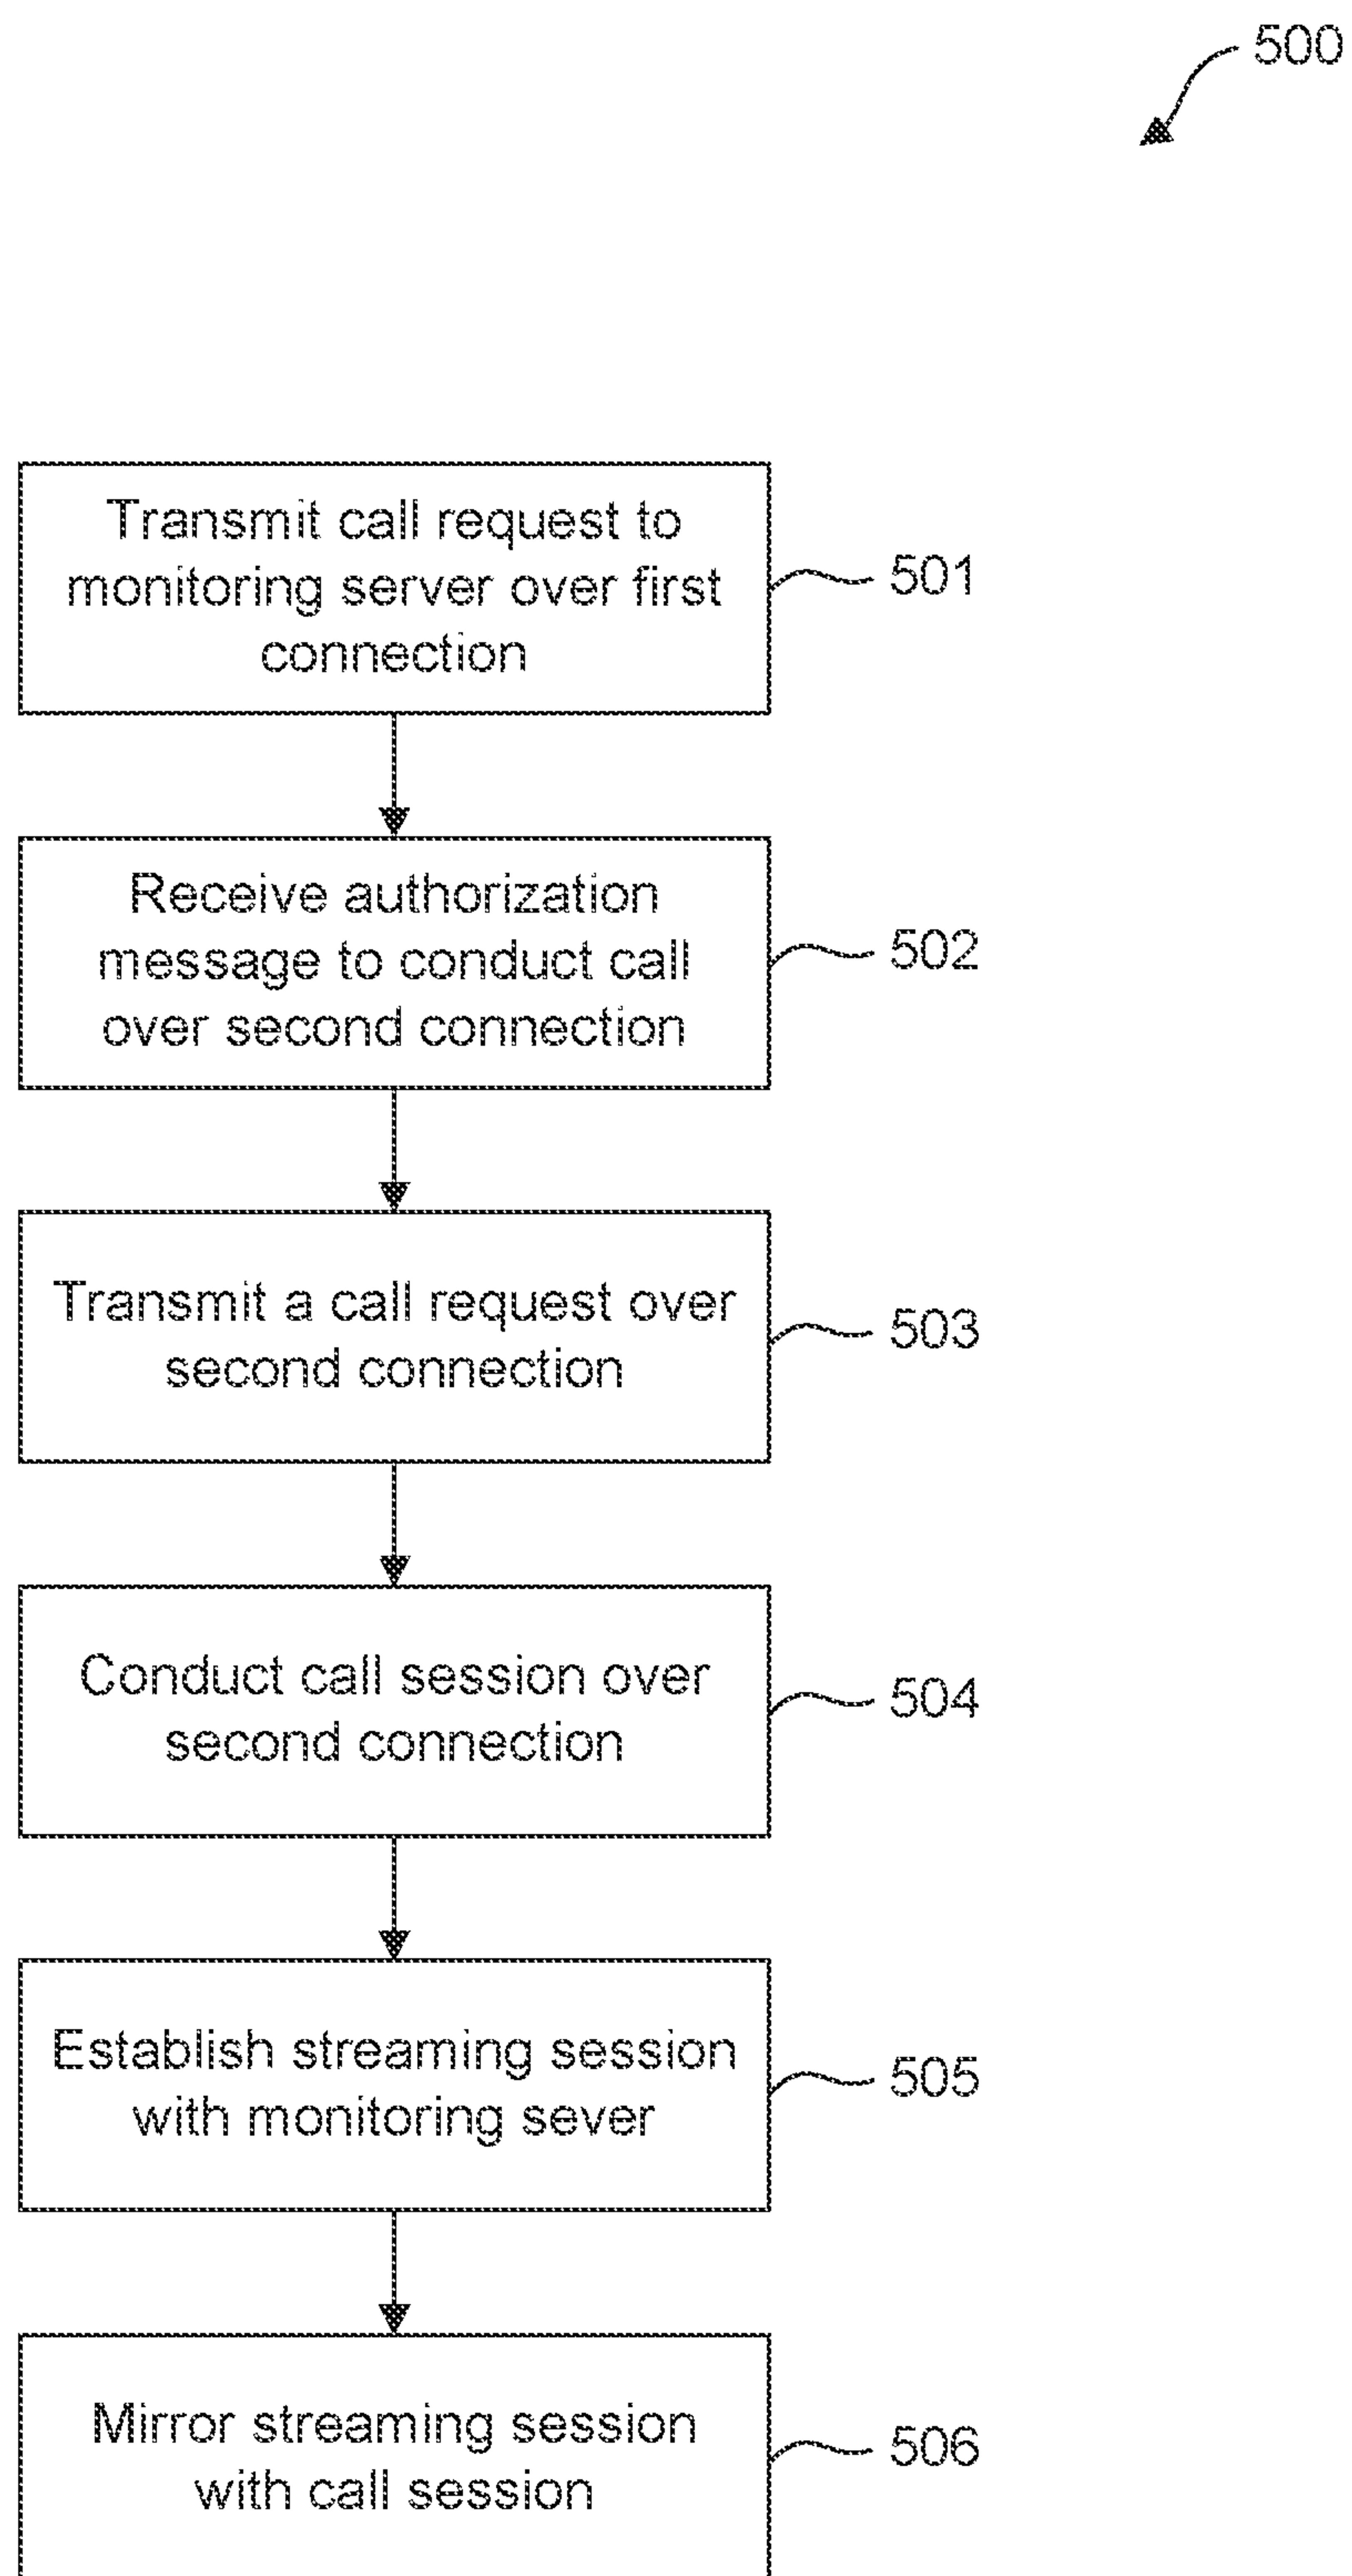 500
Transmit call request to
monitoring server over first
connection
501
Receive authorization
message to conduct call
over second connection
502
Transmit a call request over
second connection
503
Conduct call session over
second connection
504
Establish streaming session
with monitoring sever
505
Mirror streaming session
with call session
506